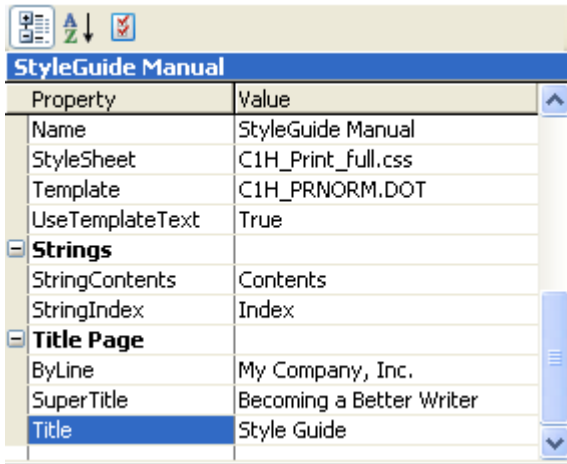 StyleGuide Manual
Property Value
Name StyleGuide Manual
StyleSheet C1H_Print_full.css
Template C1H_PRNORM.DOT
UseTemplateText True
Strings
StringContents Contents
StringIndex Index
Title Page
ByLine My Company, Inc.
SuperTitle Becoming a Better Writer
Title Style Guide